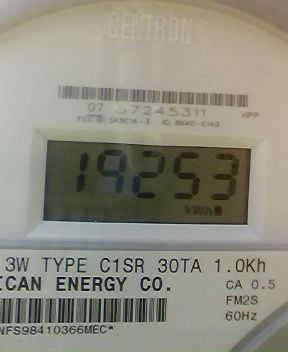 CENTRON®
07 57245311 HPP
19253
kWh
3W TYPE C1SR 30TA 1.0Kh
ICAN ENERGY CO. CA 0.5
FM2S
NFS98410366MEC* 60Hz